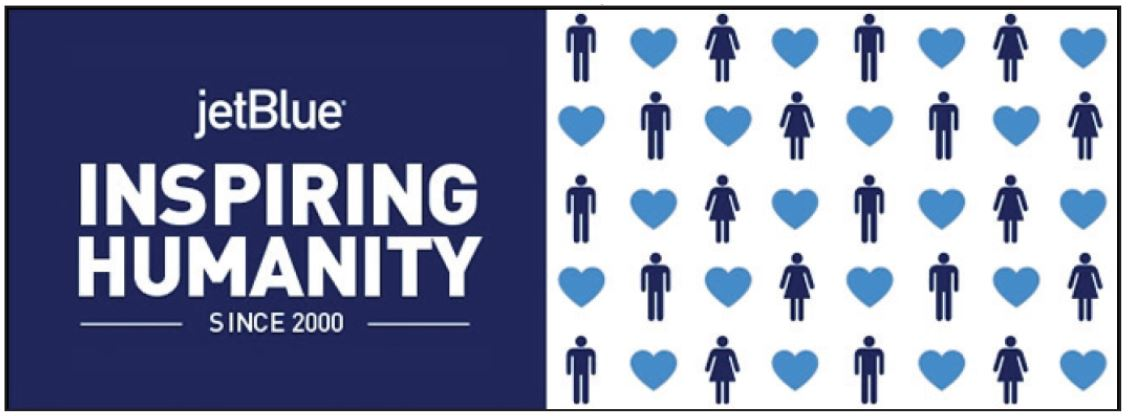 jetBlue
INSPIRING
HUMANITY
SINCE 2000